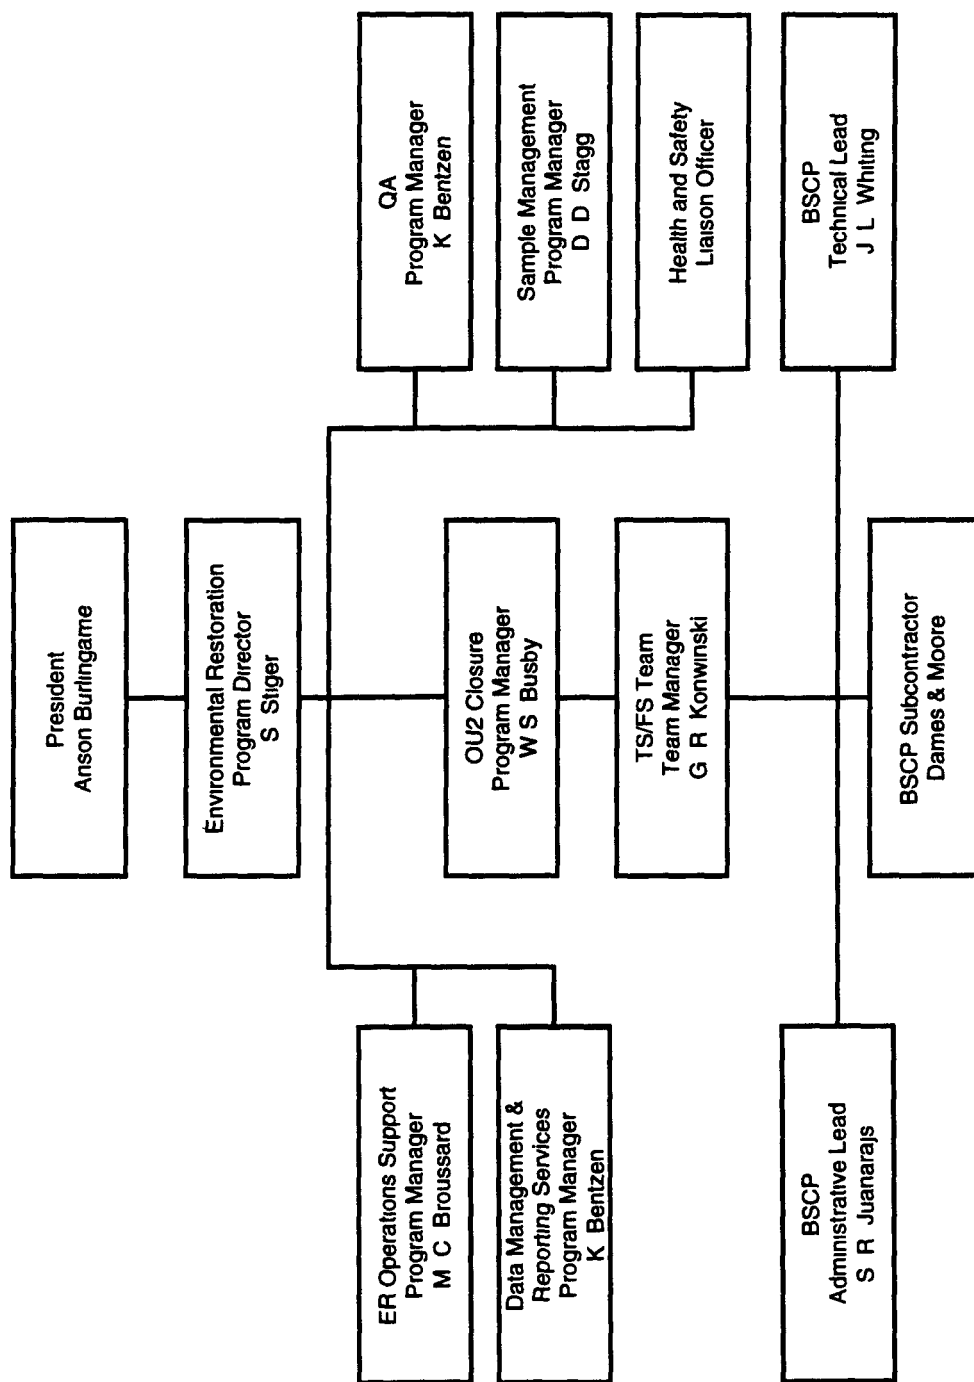 President
Anson Burlingame
Environmental Restoration
Program Director
S Stiger
ER Operations Support
Program Manager
M C Broussard
Data Management &
Reporting Services
Program Manager
K Bentzen
QA
Program Manager
K Bentzen
Sample Management
Program Manager
D D Stagg
Health and Safety
Liaison Officer
OU2 Closure
Program Manager
W S Busby
TS/FS Team
Team Manager
G R Konwinski
BSCP
Administrative Lead
S R Juanarajs
BSCP
Technical Lead
J L Whiting
BSCP Subcontractor
Dames & Moore